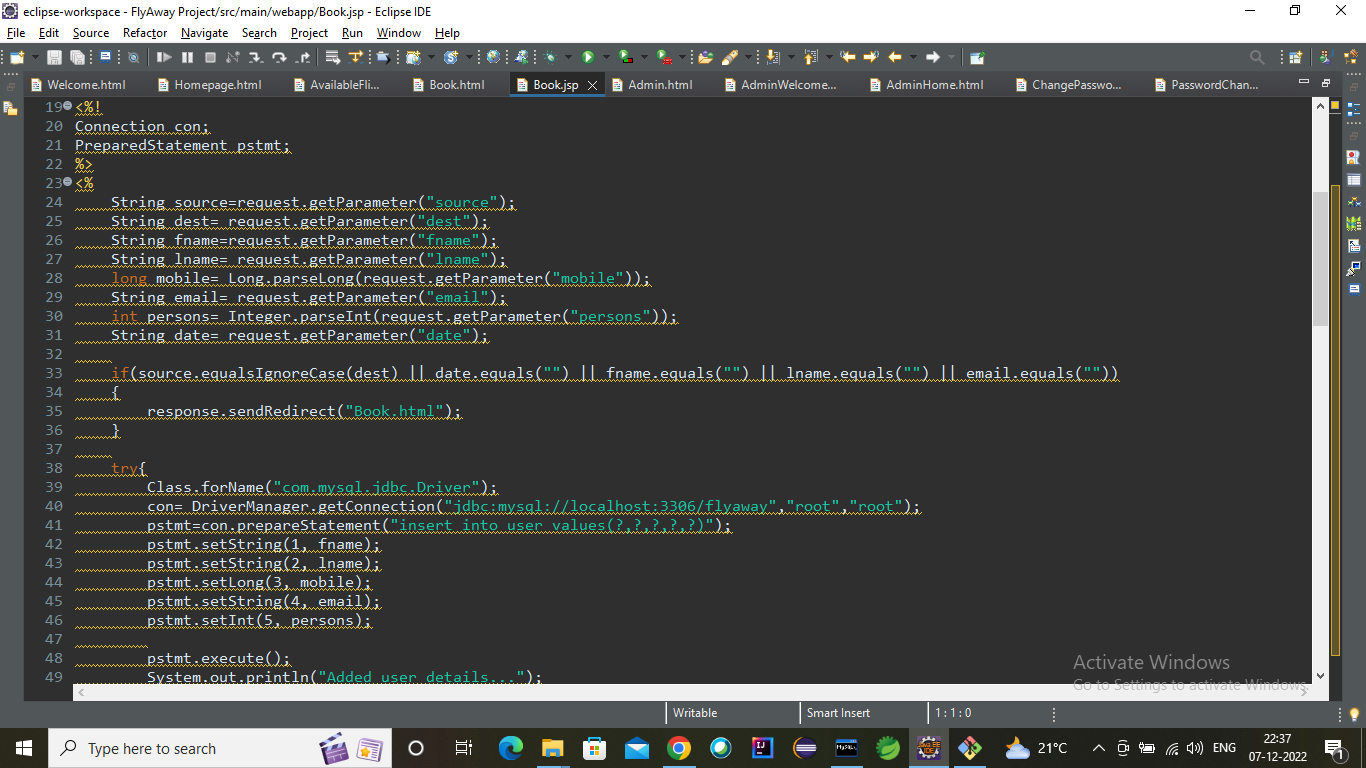 eclipse-workspace - FlyAway Project/src/main/webapp/Book.jsp - Eclipse IDE
File Edit Source Refactor Navigate Search Project Run Window Help
Welcome.html Homepage.html AvailableFli... Book.html Book.jsp Admin.html AdminWelcome... AdminHome.html ChangePasswo... PasswordChan...
19 <%!
20 Connection con;
21 PreparedStatement pstmt;
22 %>
23 <%
24 String source=request.getParameter("source");
25 String dest= request.getParameter("dest");
26 String fname=request.getParameter("fname");
27 String lname= request.getParameter("lname");
28 long mobile= Long.parseLong(request.getParameter("mobile"));
29 String email= request.getParameter("email");
30 int persons= Integer.parseInt(request.getParameter("persons"));
31 String date= request.getParameter("date");
32
33 if(source.equalsIgnoreCase(dest) || date.equals("") || fname.equals("") || lname.equals("") || email.equals(""))
34 {
35 response.sendRedirect("Book.html");
36 }
37
38 try{
39 Class.forName("com.mysql.jdbc.Driver");
40 con= DriverManager.getConnection("jdbc:mysql://localhost:3306/flyaway","root","root");
41 pstmt=con.prepareStatement("insert into user values(?,?,?,?,?)");
42 pstmt.setString(1, fname);
43 pstmt.setString(2, lname);
44 pstmt.setLong(3, mobile);
45 pstmt.setString(4, email);
46 pstmt.setInt(5, persons);
47
48 pstmt.execute();
49 System.out.println("Added user details...");
Activate Windows
Go to Settings to activate Windows.
Writable Smart Insert 1 : 1 : 0
Type here to search
21°C ENG 22:37
07-12-2022
1